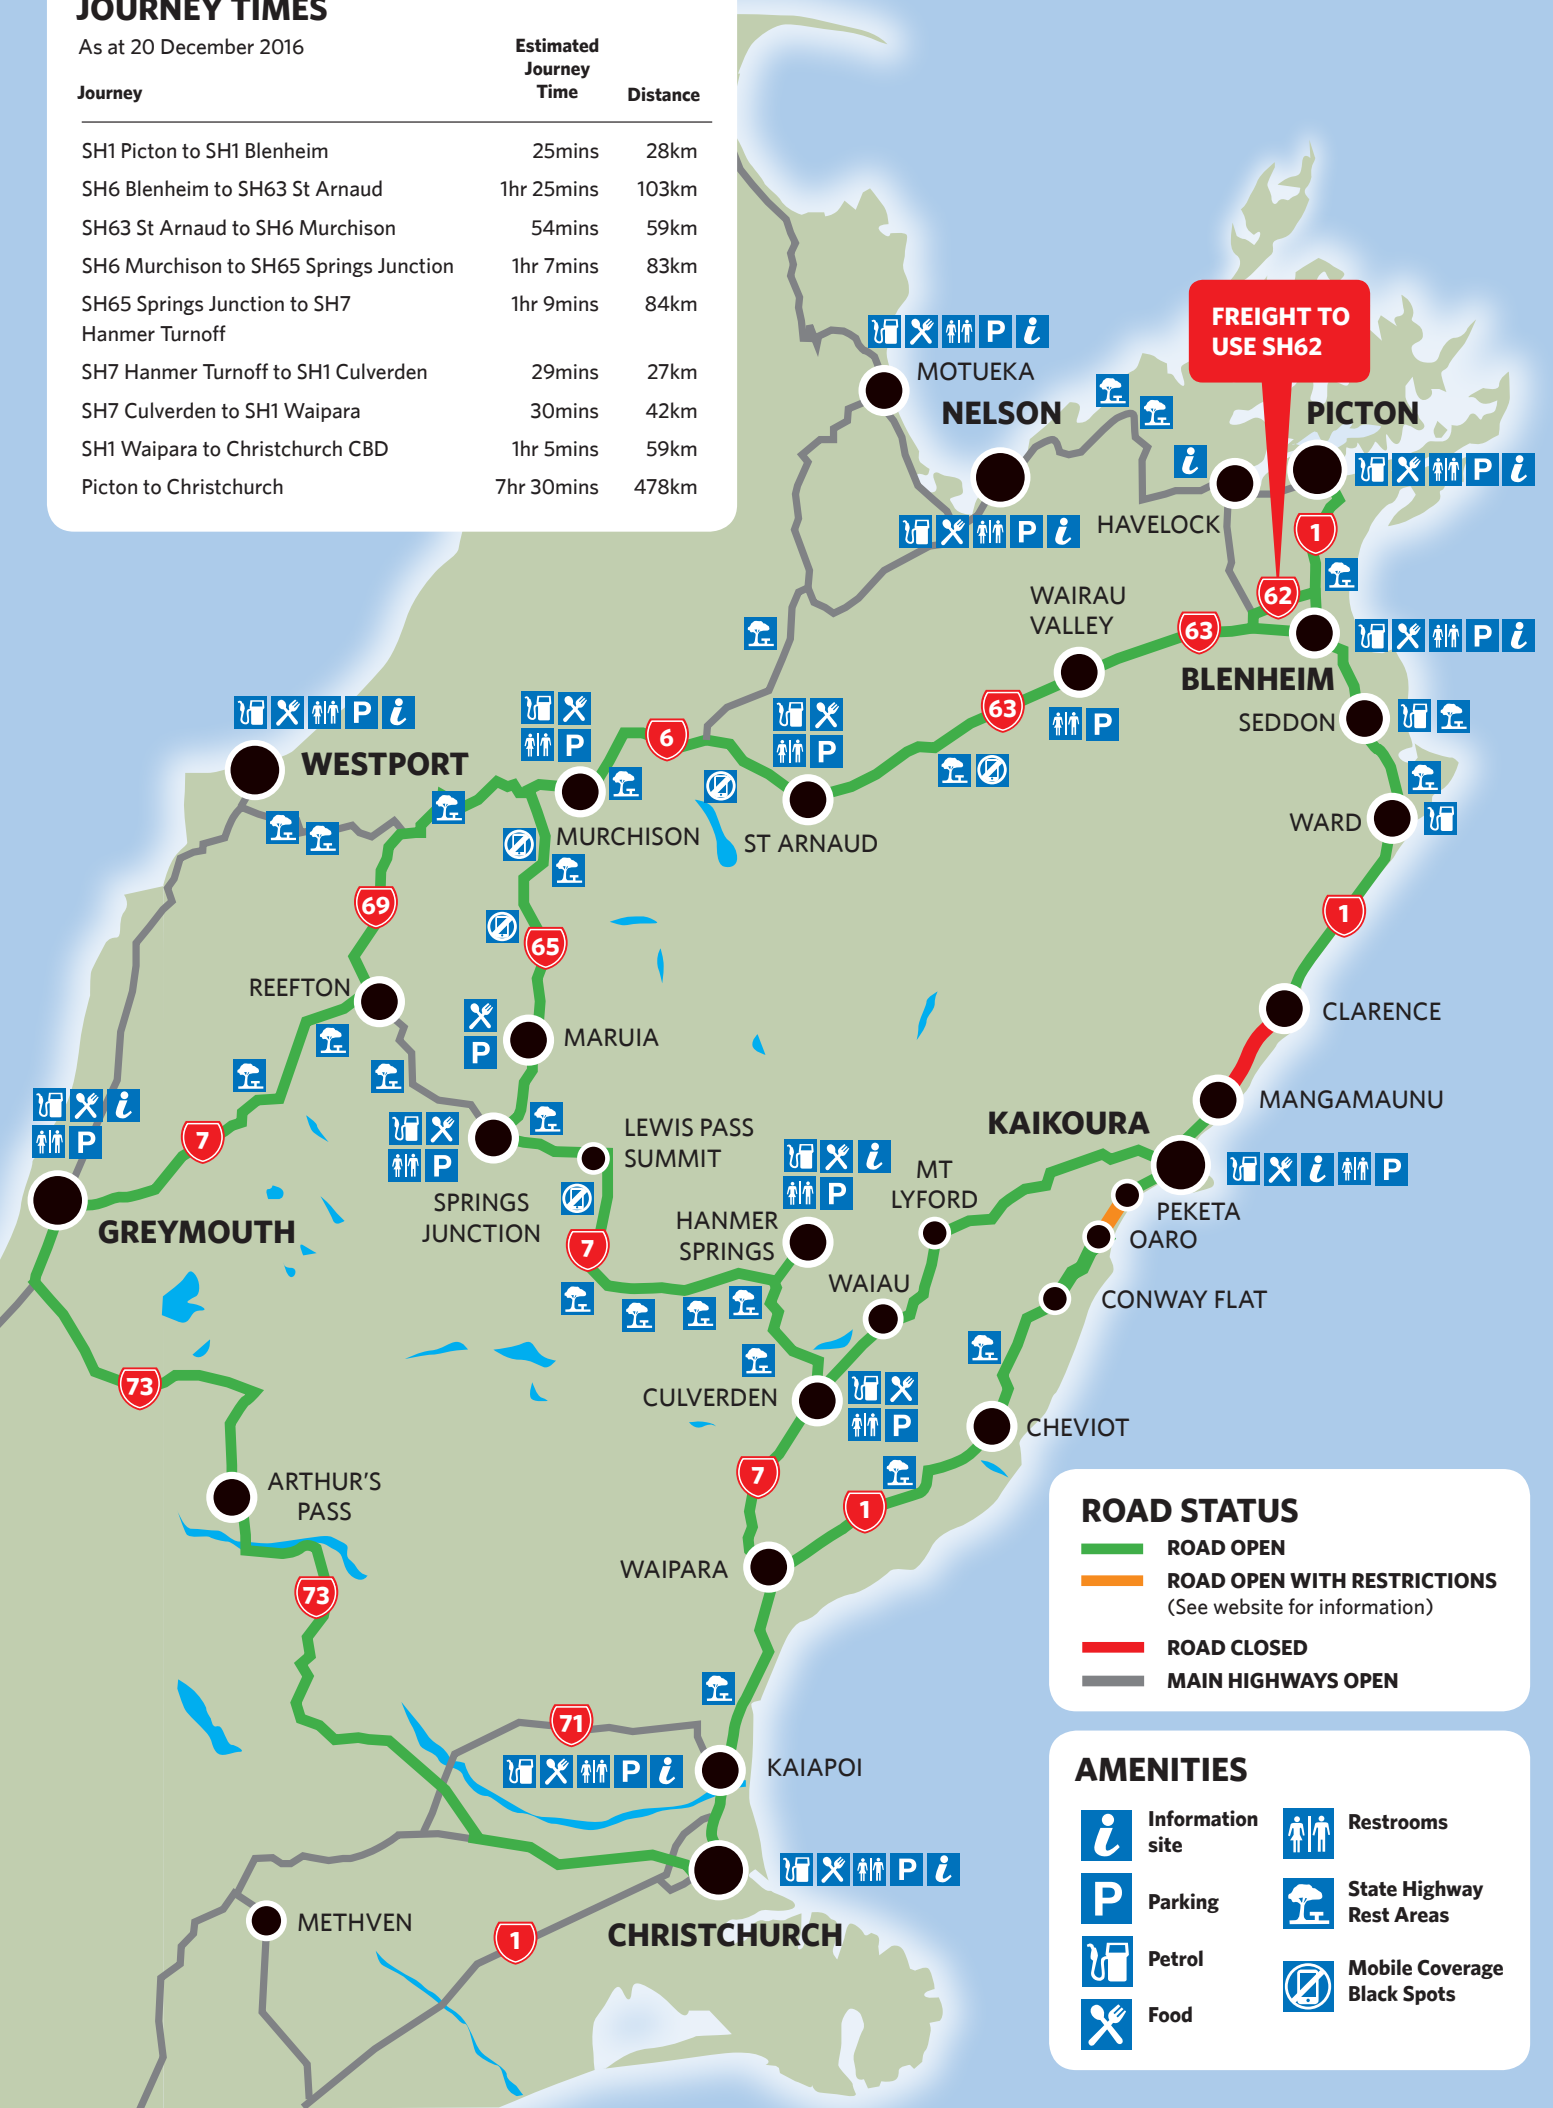 JOURNEY TIMES
As at 20 December 2016
Journey
Estimated
Journey
Time
Distance
SH1 Picton to SH1 Blenheim 25mins 28km
SH6 Blenheim to SH63 St Arnaud 1hr 25mins 103km
SH63 St Arnaud to SH6 Murchison 54mins 59km
SH6 Murchison to SH65 Springs Junction 1hr 7mins 83km
SH65 Springs Junction to SH7 1hr 9mins 84km
Hanmer Turnoff
SH7 Hanmer Turnoff to SH1 Culverden 29mins 27km
SH7 Culverden to SH1 Waipara 30mins 42km
SH1 Waipara to Christchurch CBD 1hr 5mins 59km
Picton to Christchurch 7hr 30mins 478km
FREIGHT TO
USE SH62
P i
MOTUEKA
NELSON
PICTON
i
P i
HAVELOCK
P i
1
62
WAIRAU
VALLEY
63
P i
BLENHEIM
63
P
SEDDON
P i
WESTPORT
P
6
P
MURCHISON
ST ARNAUD
WARD
69
65
1
REEFTON
MARUIA
P
CLARENCE
MANGAMAUNU
i
P
7
P
LEWIS PASS
SUMMIT
KAIKOURA
i
P
MT
LYFORD
i P
GREYMOUTH
SPRINGS
JUNCTION
HANMER
SPRINGS
PEKETA
OARO
7
WAIAU
CONWAY FLAT
73
CULVERDEN
P
CHEVIOT
ARTHUR'S
PASS
7
1
WAIPARA
73
ROAD STATUS
ROAD OPEN
ROAD OPEN WITH RESTRICTIONS
(See website for information)
ROAD CLOSED
MAIN HIGHWAYS OPEN
71
P i
KAIAPOI
P i
METHVEN
1
CHRISTCHURCH
AMENITIES
i
Information
site
Restrooms
P
Parking
State Highway
Rest Areas
Petrol
Mobile Coverage
Black Spots
Food